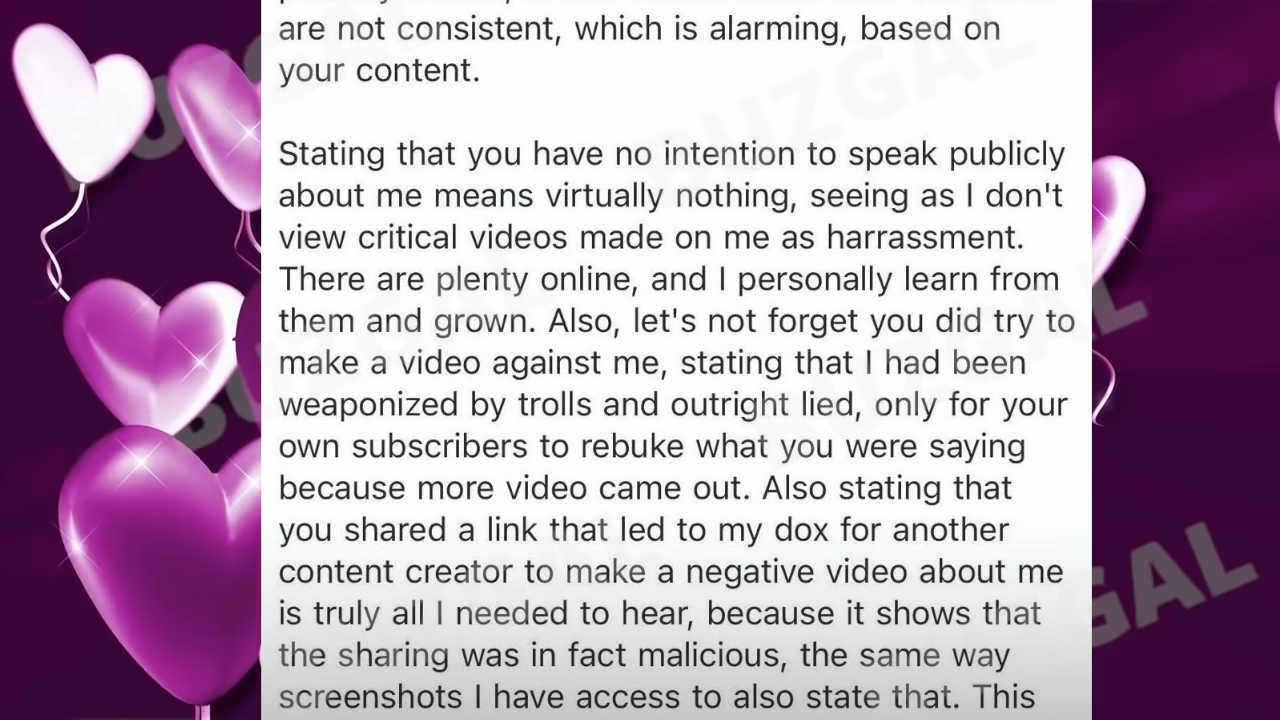 are not consistent, which is alarming, based on
your content.
Stating that you have no intention to speak publicly
about me means virtually nothing, seeing as I don't
view critical videos made on me as harrassment.
There are plenty online, and I personally learn from
them and grown. Also, let's not forget you did try to
make a video against me, stating that I had been
weaponized by trolls and outright lied, only for your
own subscribers to rebuke what you were saying
because more video came out. Also stating that
you shared a link that led to my dox for another
content creator to make a negative video about me
is truly all I needed to hear, because it shows that
the sharing was in fact malicious, the same way
screenshots I have access to also state that. This
BUZGAL